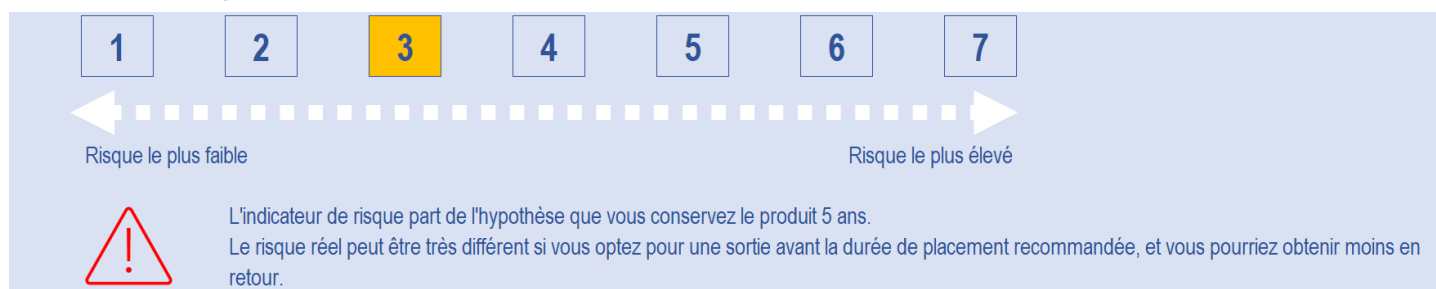 1 2 3 4 5 6 7
Risque le plus faible Risque le plus élevé
L'indicateur de risque part de l'hypothèse que vous conservez le produit 5 ans.
Le risque réel peut être très différent si vous optez pour une sortie avant la durée de placement recommandée, et vous pourriez obtenir moins en
retour.